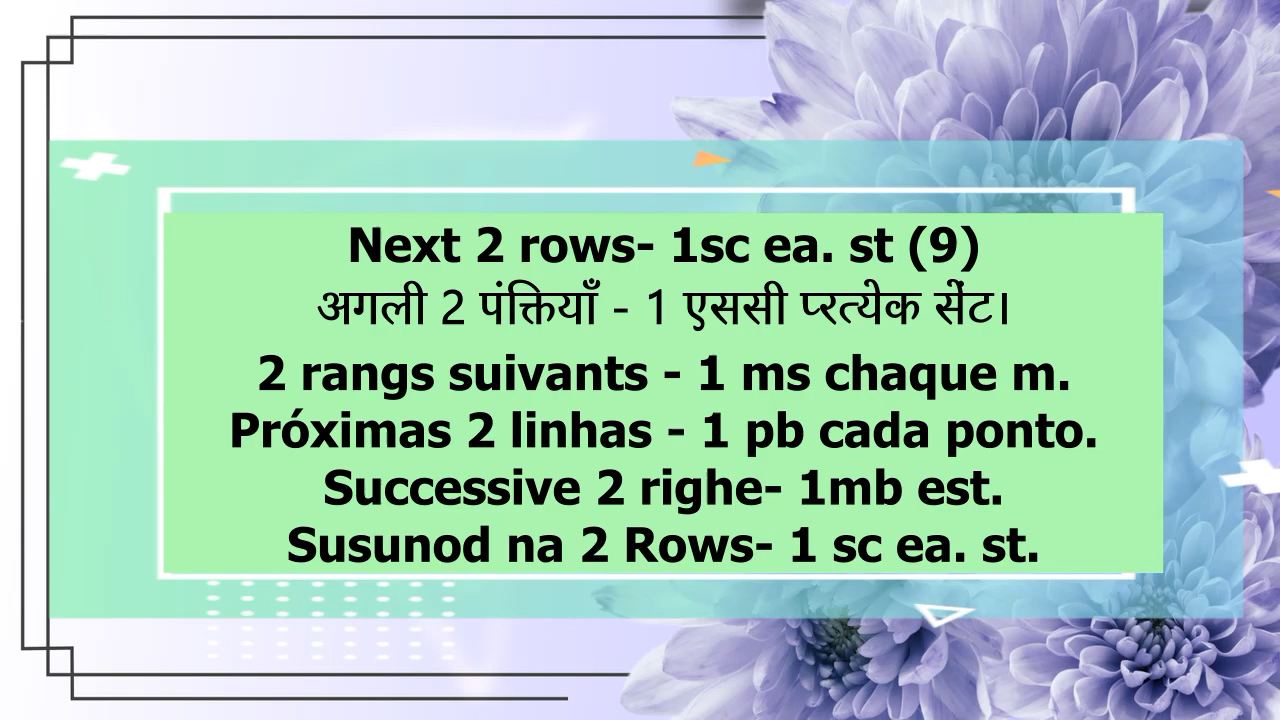 Next 2 rows- 1sc ea. st (9)
अगली 2 पंक्तियाँ - 1 एससी प्रत्येक सेंट।
2 rangs suivants - 1 ms chaque m.
Próximas 2 linhas - 1 pb cada ponto.
Successive 2 righe- 1mb est.
Susunod na 2 Rows- 1 sc ea. st.